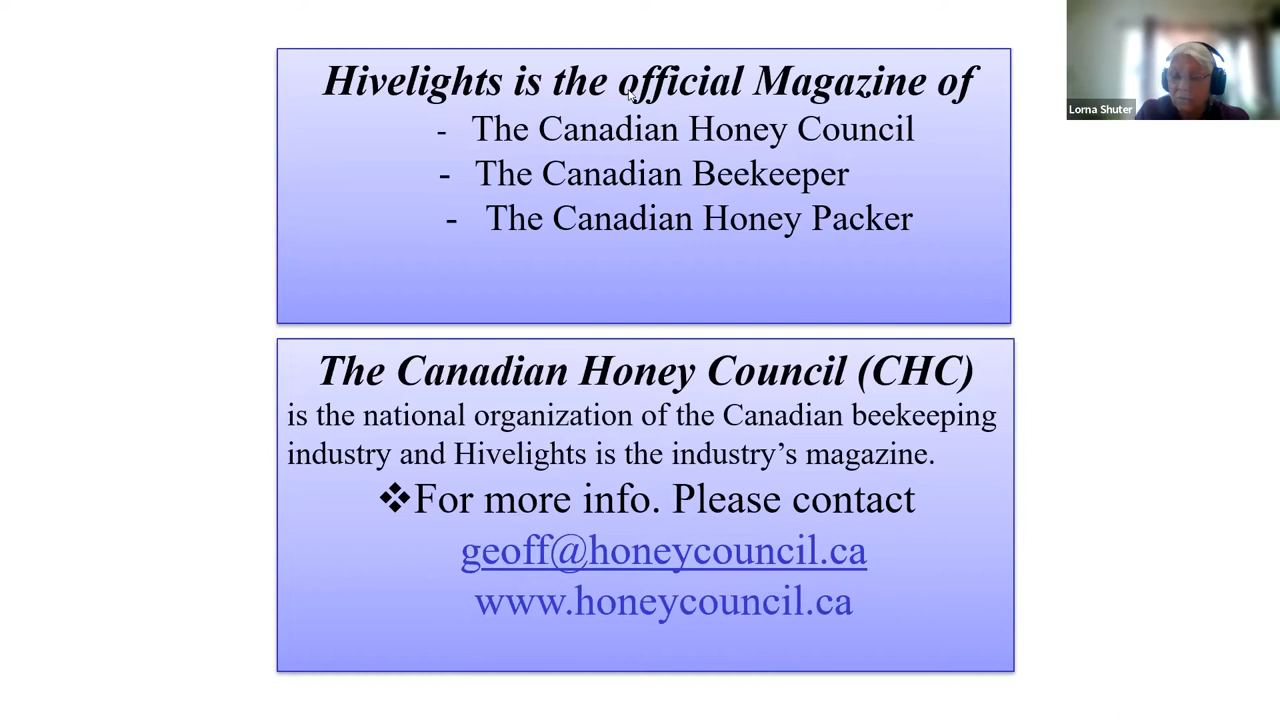 Hivelights is the official Magazine of
- The Canadian Honey Council
- The Canadian Beekeeper
- The Canadian Honey Packer
Lorna Shuter
The Canadian Honey Council (CHC)
is the national organization of the Canadian beekeeping
industry and Hivelights is the industry’s magazine.
❖For more info. Please contact
geoff@honeycouncil.ca
www.honeycouncil.ca